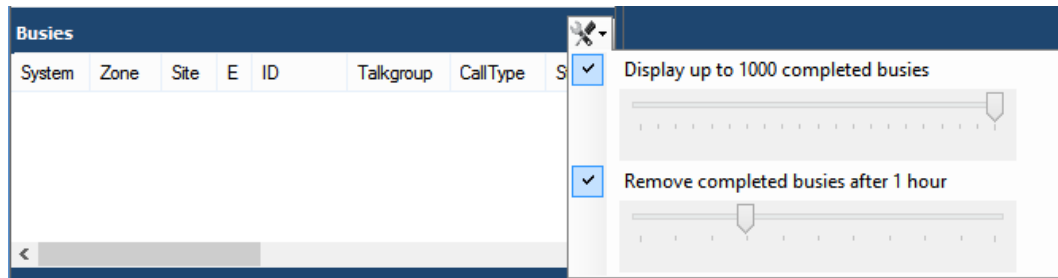 Busies
System Zone Site E ID Talkgroup CallType
Display up to 1000 completed busies
Remove completed busies after 1 hour